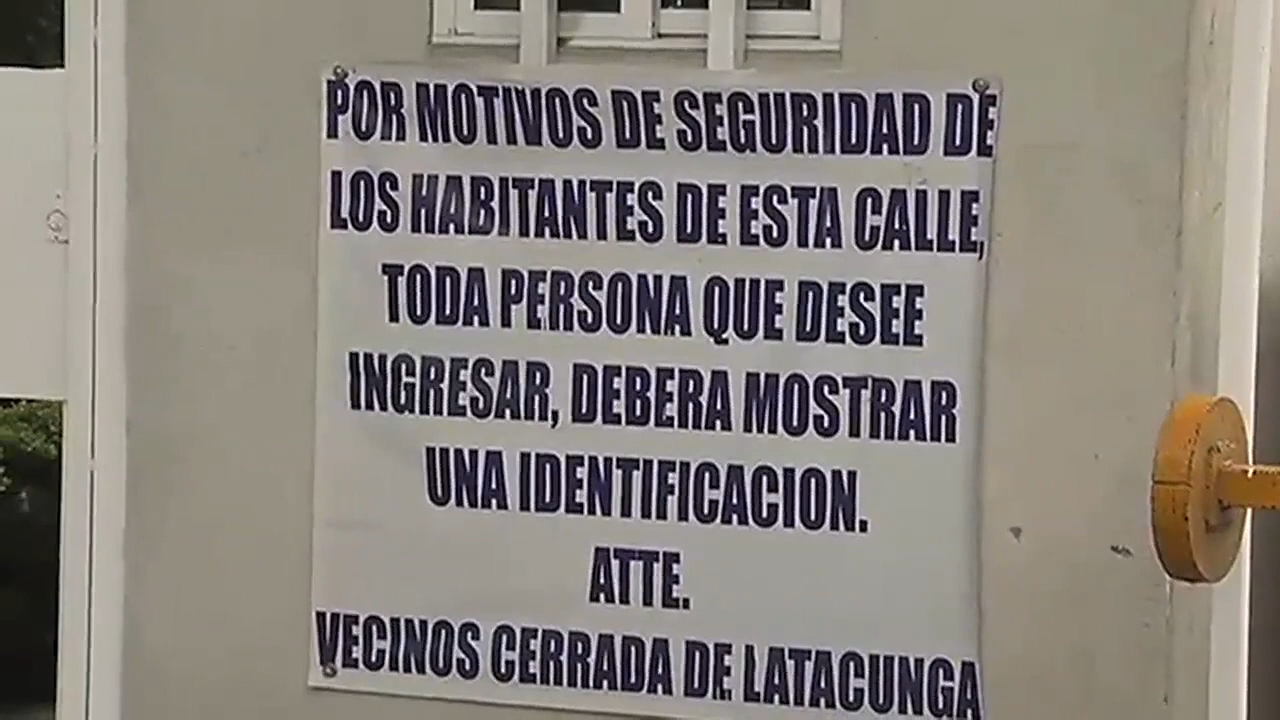 POR MOTIVOS DE SEGURIDAD DE
LOS HABITANTES DE ESTA CALLE,
TODA PERSONA QUE DESEE
INGRESAR, DEBERA MOSTRAR
UNA IDENTIFICACION.
ATTE.
VECINOS CERRADA DE LATACUNGA